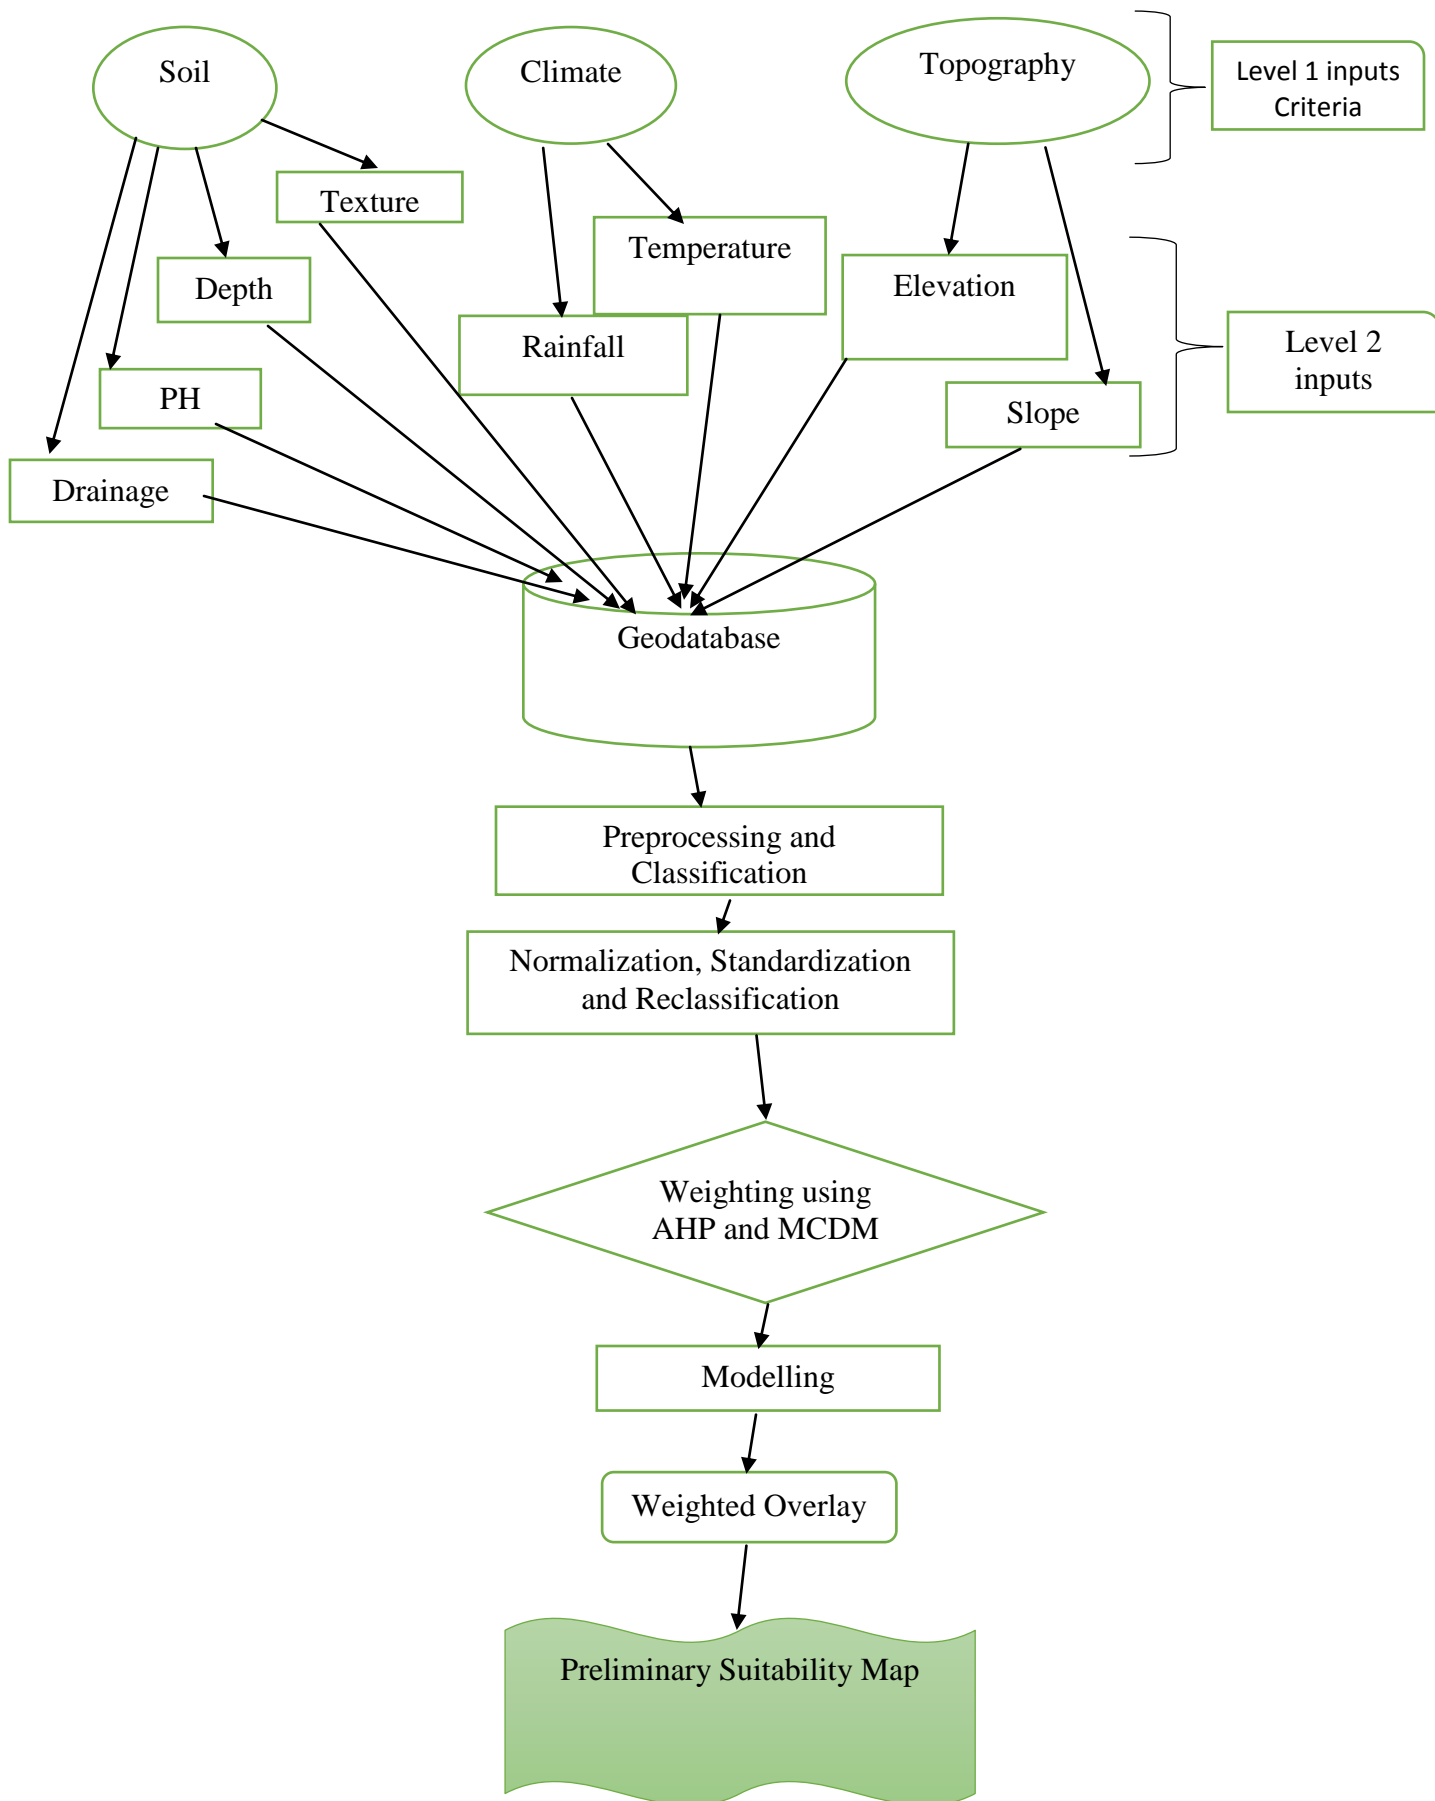 Soil
Climate
Topography
Level 1 inputs
Criteria
Texture
Temperature
Depth
Elevation
Rainfall
Level 2
inputs
PH
Slope
Drainage
Geodatabase
Preprocessing and
Classification
Normalization, Standardization
and Reclassification
Weighting using
AHP and MCDM
Modelling
Weighted Overlay
Preliminary Suitability Map